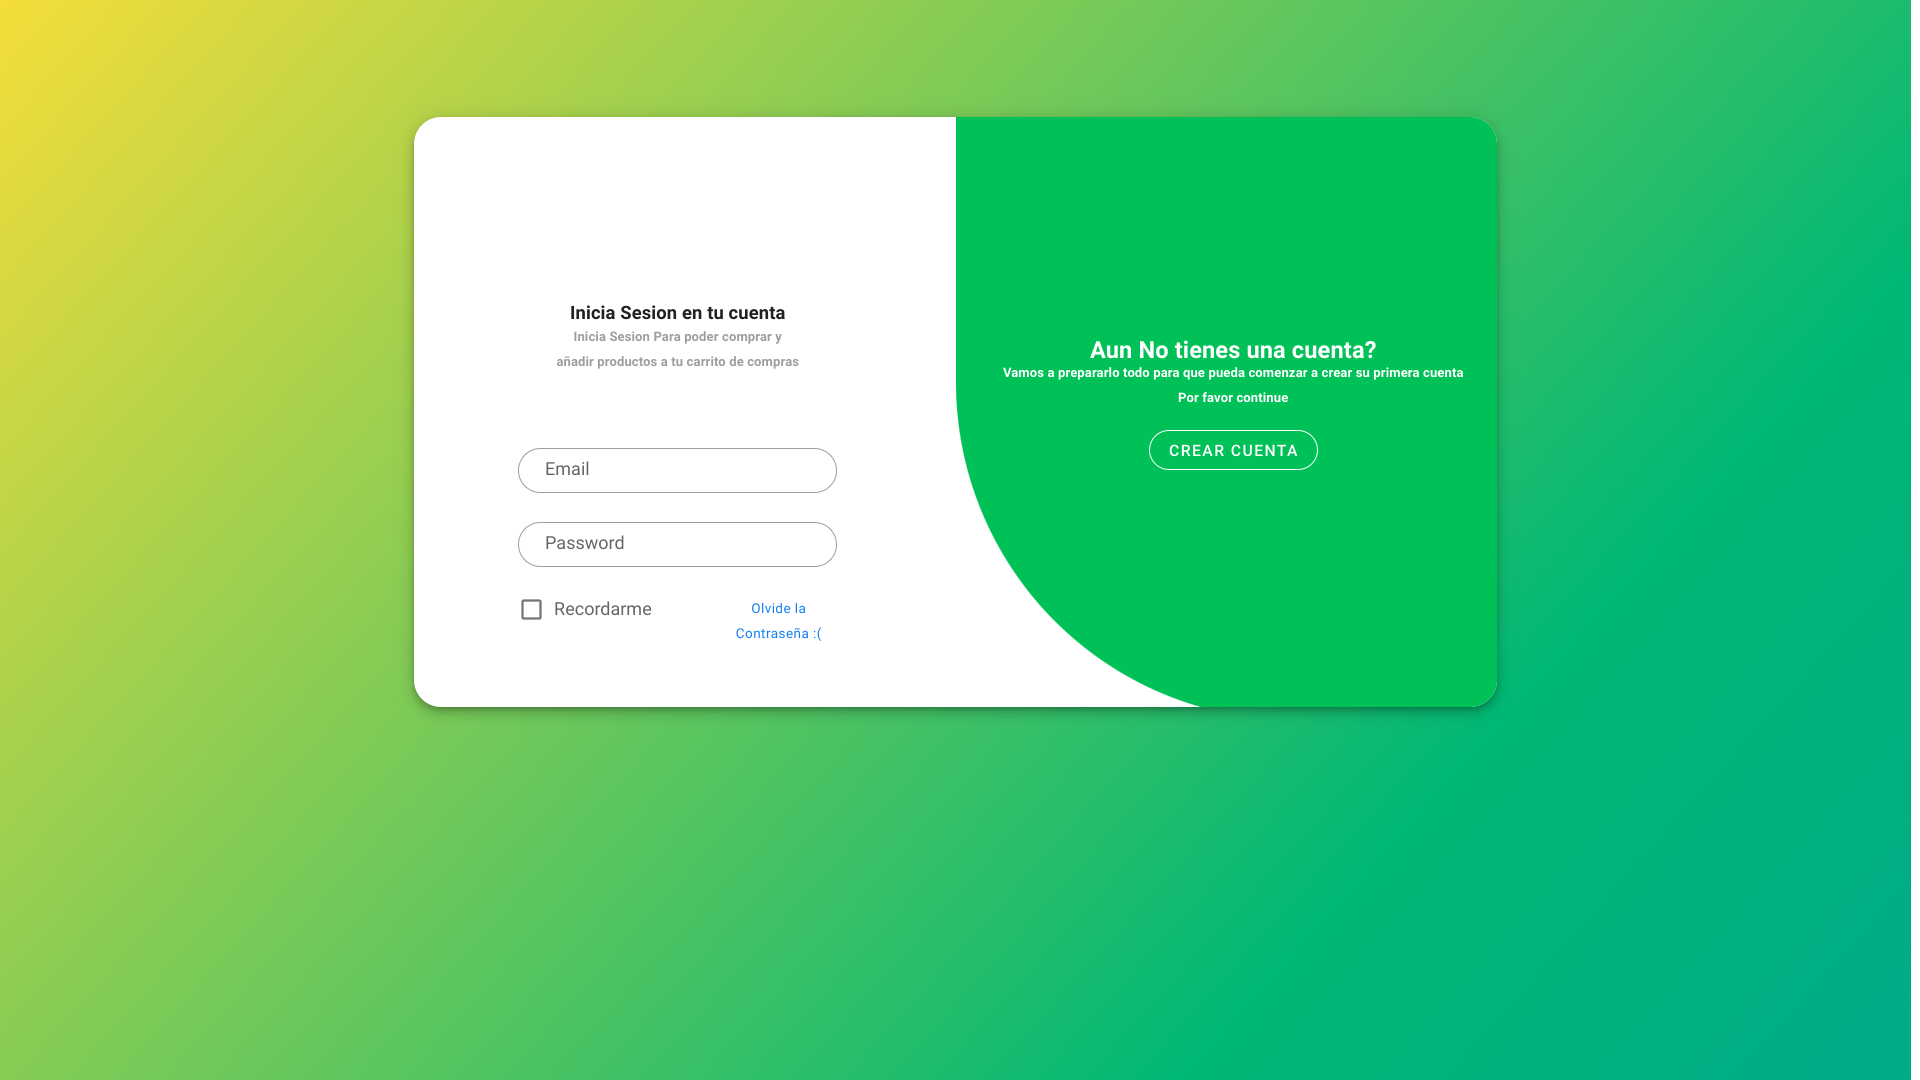 Inicia Sesion en tu cuenta
Inicia Sesion Para poder comprar y
añadir productos a tu carrito de compras
Email
Password
Recordarme
Olvide la
Contraseña :(
Aun No tienes una cuenta?
Vamos a prepararlo todo para que pueda comenzar a crear su primera cuenta
Por favor continue
CREAR CUENTA